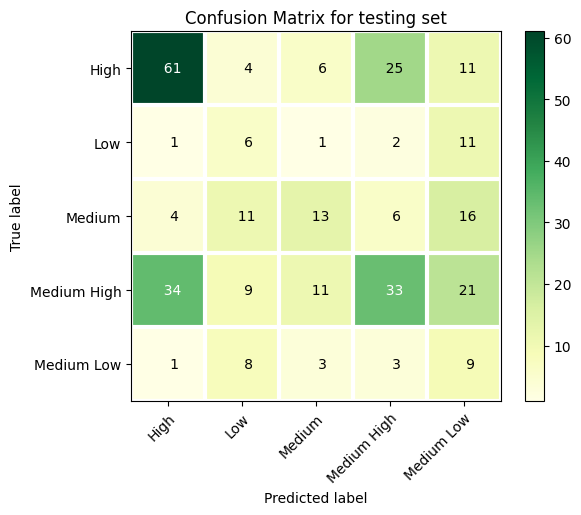 Confusion Matrix for testing set
True label
High 61 4 6 25 11
Low 1 6 1 2 11
Medium 4 11 13 6 16
Medium High 34 9 11 33 21
Medium Low 1 8 3 3 9
High Low Medium Medium High Medium Low
Predicted label
60
50
40
30
20
10